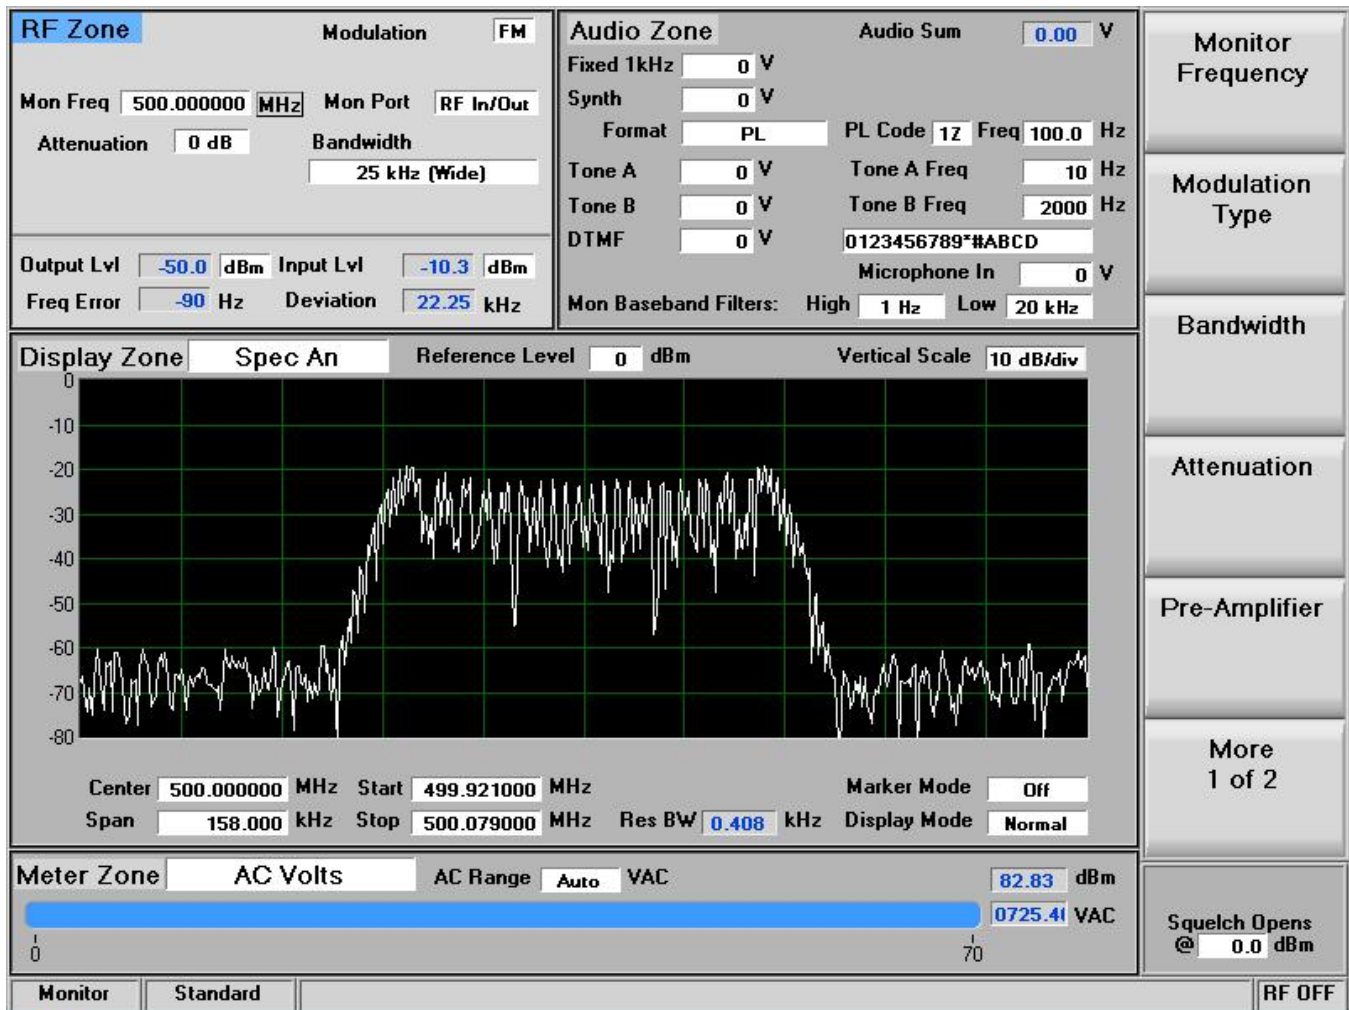 RF Zone Modulation FM
Mon Freq 500.000000 MHz Mon Port RF In/Out
Attenuation 0 dB Bandwidth
25 kHz (Wide)
Output Lvl -50.0 dBm Input Lvl -10.3 dBm
Freq Error -90 Hz Deviation 22.25 kHz
Audio Zone Audio Sum 0.00 V
Fixed 1kHz 0 V
Synth 0 V
Format PL PL Code 1Z Freq 100.0 Hz
Tone A 0 V Tone A Freq 10 Hz
Tone B 0 V Tone B Freq 2000 Hz
DTMF 0 V 0123456789*#ABCD
Microphone In 0 V
Mon Baseband Filters: High 1 Hz Low 20 kHz
Display Zone Spec An Reference Level 0 dBm Vertical Scale 10 dB/div
0
-10
-20
-30
-40
-50
-60
-70
-80
Center 500.000000 MHz Start 499.921000 MHz Marker Mode Off
Span 158.000 kHz Stop 500.079000 MHz Res BW 0.408 kHz Display Mode Normal
Meter Zone AC Volts AC Range Auto VAC 82.83 dBm
0725.4 VAC
0 70
Monitor Standard RF OFF
Monitor
Frequency
Modulation
Type
Bandwidth
Attenuation
Pre-Amplifier
More
1 of 2
Squelch Opens
@ 0.0 dBm